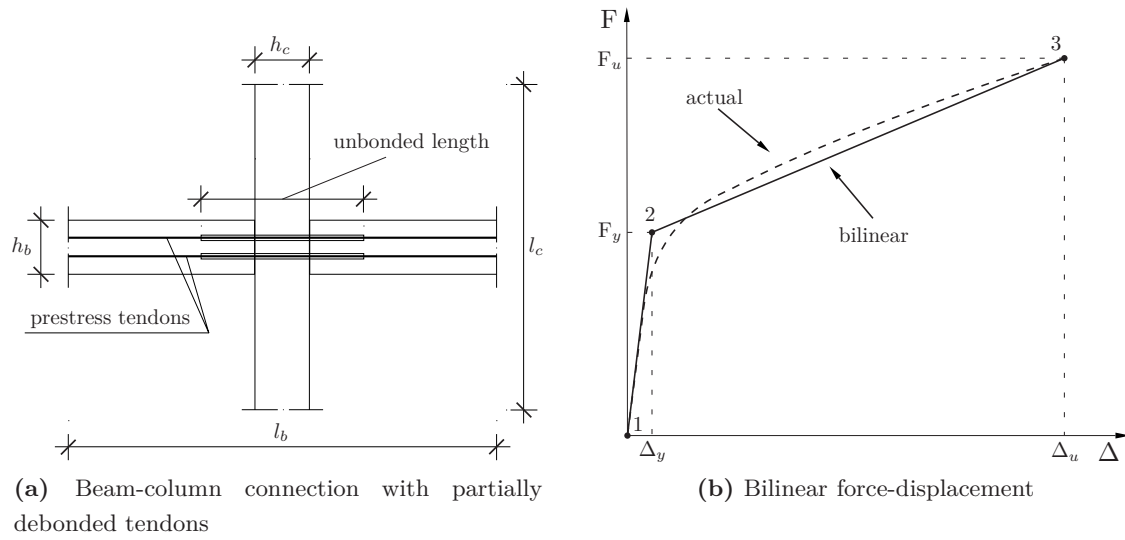 h_c
unbonded length
h_b
l_c
prestress tendons
l_b
(a) Beam-column connection with partially
debonded tendons
F
F_u
3
actual
2
F_y
bilinear
1
Δ_y
Δ_u
Δ
(b) Bilinear force-displacement